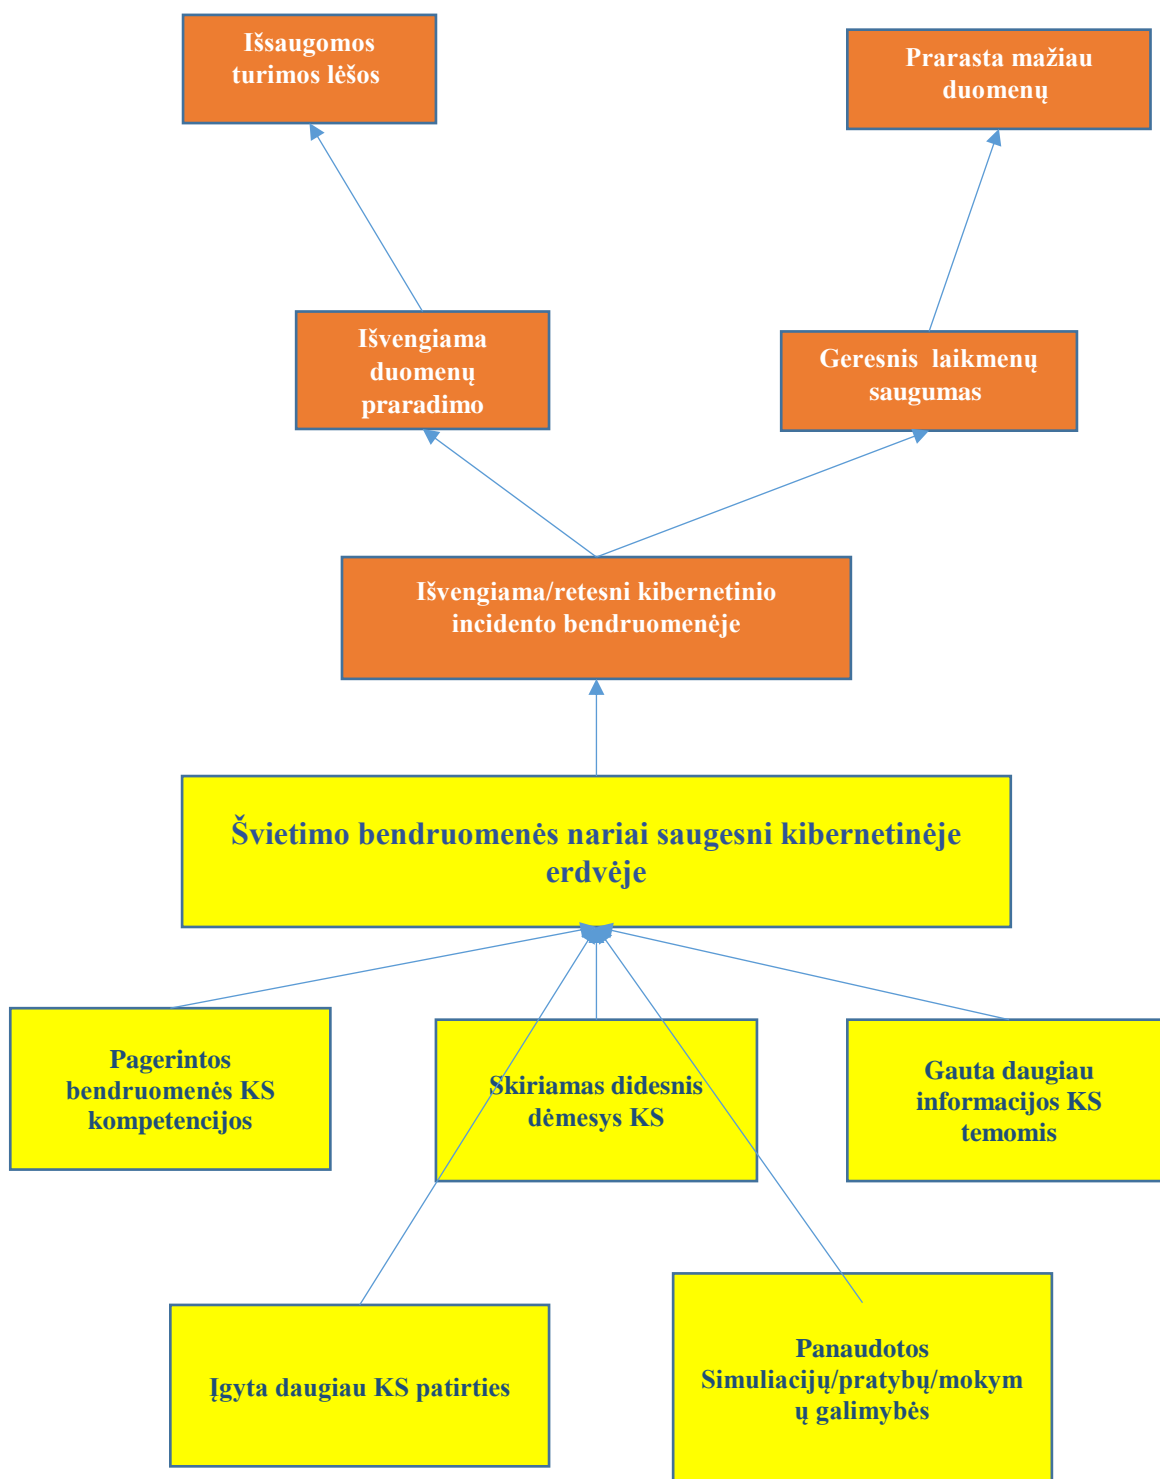 Išsaugomos
turimos lėšos
Prarasta mažiau
duomenų
Išvengiama
duomenų
praradimo
Geresnis laikmenų
saugumas
Išvengiama/retesni kibernetinio
incidento bendruomenėje
Švietimo bendruomenės nariai saugesni kibernetinėje
erdvėje
Pagerintos
bendruomenės KS
kompetencijos
Skiriamas didesnis
dėmesys KS
Gauta daugiau
informacijos KS
temomis
Įgyta daugiau KS patirties
Panaudotos
Simuliacijų/pratybų/mokym
ų galimybės